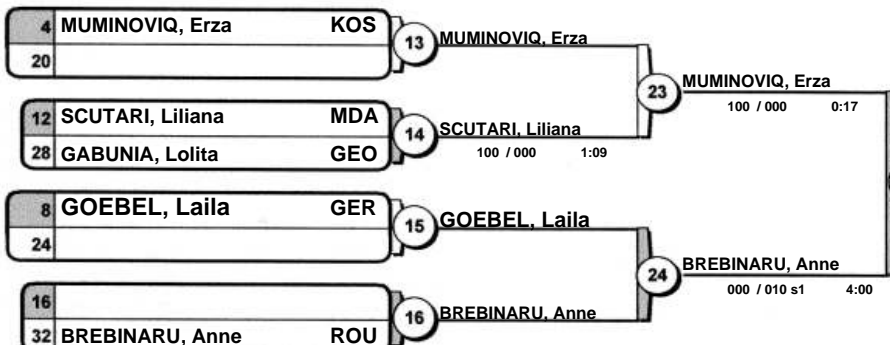 4 MUMINOVIQ, Erza KOS
20
13 MUMINOVIQ, Erza
12 SCUTARI, Liliana MDA
28 GABUNIA, Lolita GEO
14 SCUTARI, Liliana
100 / 000 1:09
23 MUMINOVIQ, Erza
100 / 000 0:17
8 GOEBEL, Laila GER
24
15 GOEBEL, Laila
16
32 BREBINARU, Anne ROU
16 BREBINARU, Anne
24 BREBINARU, Anne
000 / 010 s1 4:00